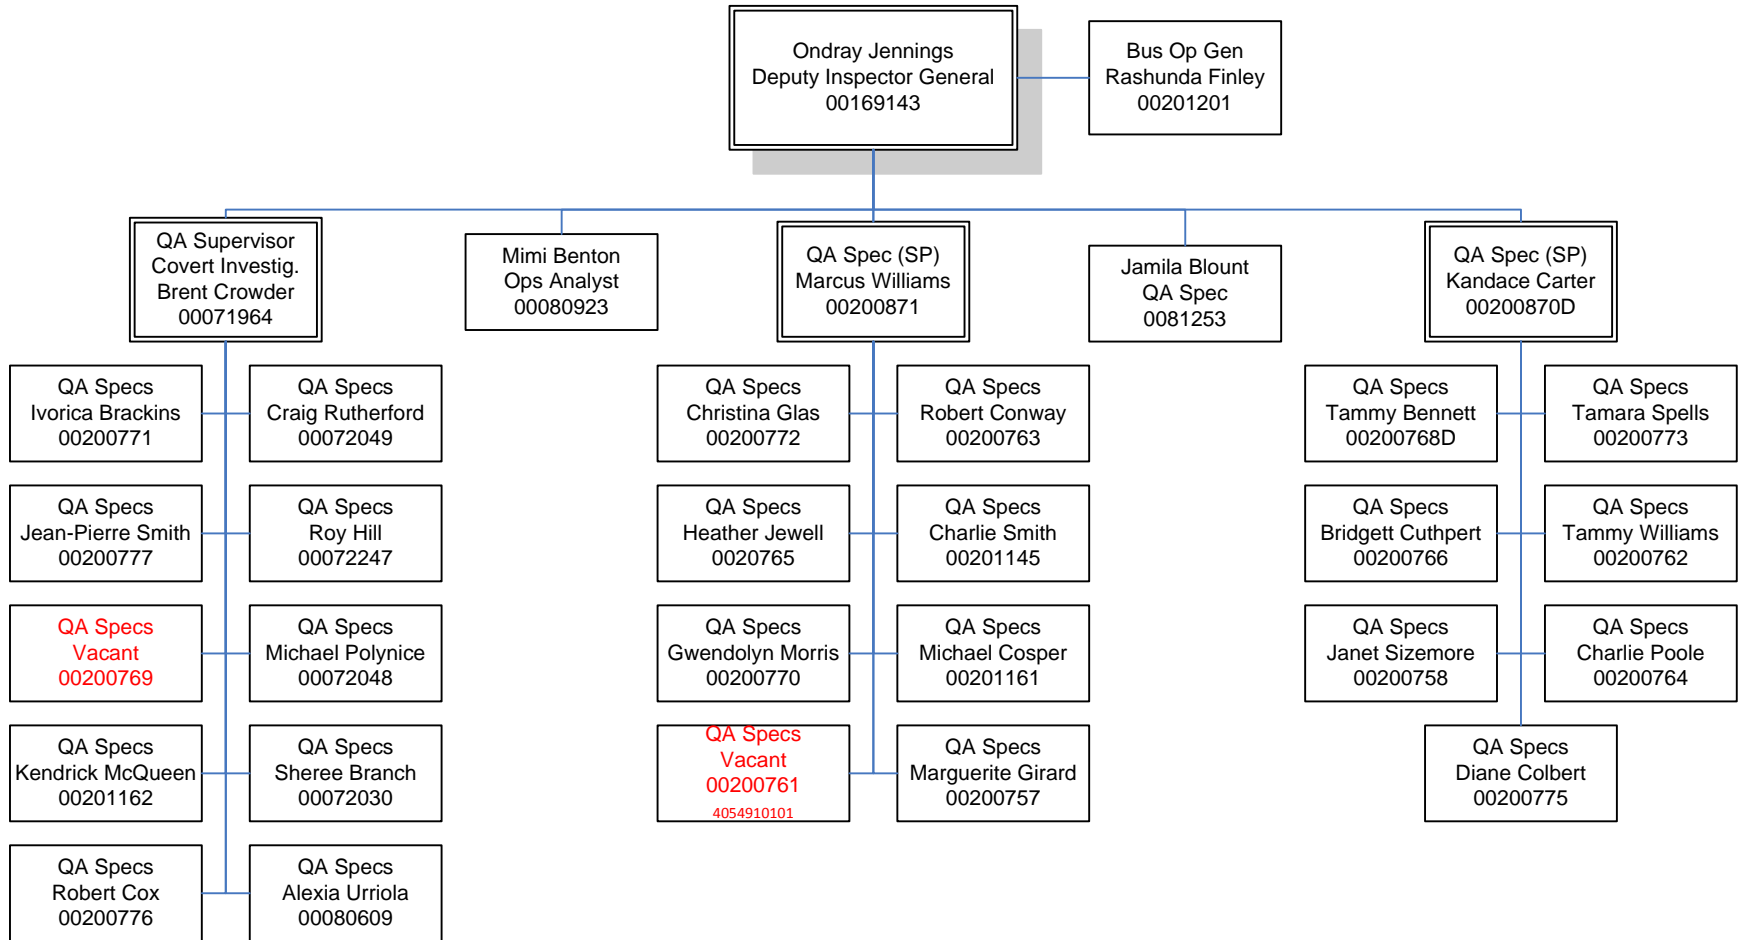 Ondray Jennings
Deputy Inspector General
00169143
Bus Op Gen
Rashunda Finley
00201201
QA Supervisor
Covert Investig.
Brent Crowder
00071964
Mimi Benton
Ops Analyst
00080923
QA Spec (SP)
Marcus Williams
00200871
Jamila Blount
QA Spec
0081253
QA Spec (SP)
Kandace Carter
00200870D
QA Specs
Ivorica Brackins
00200771
QA Specs
Craig Rutherford
00072049
QA Specs
Christina Glas
00200772
QA Specs
Robert Conway
00200763
QA Specs
Tammy Bennett
00200768D
QA Specs
Tamara Spells
00200773
QA Specs
Jean-Pierre Smith
00200777
QA Specs
Roy Hill
00072247
QA Specs
Heather Jewell
0020765
QA Specs
Charlie Smith
00201145
QA Specs
Bridgett Cuthpert
00200766
QA Specs
Tammy Williams
00200762
QA Specs
Vacant
00200769
QA Specs
Michael Polynice
00072048
QA Specs
Gwendolyn Morris
00200770
QA Specs
Michael Cosper
00201161
QA Specs
Janet Sizemore
00200758
QA Specs
Charlie Poole
00200764
QA Specs
Kendrick McQueen
00201162
QA Specs
Sheree Branch
00072030
QA Specs
Vacant
00200761
4054910101
QA Specs
Marguerite Girard
00200757
QA Specs
Diane Colbert
00200775
QA Specs
Robert Cox
00200776
QA Specs
Alexia Urriola
00080609